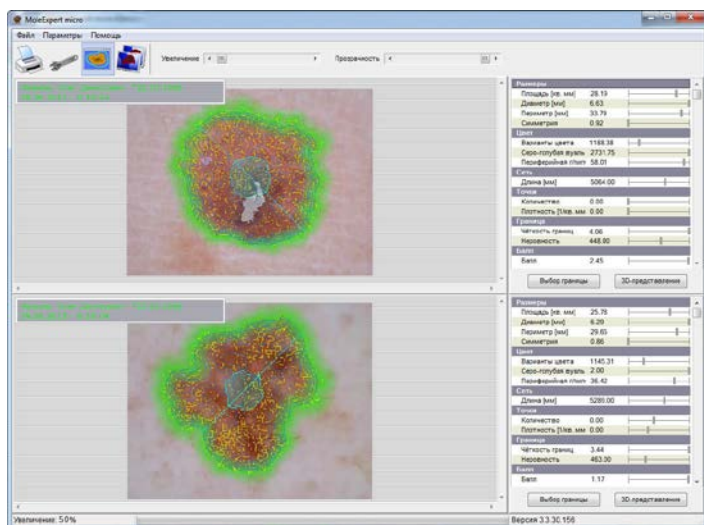 MoleExpert micro
Файл Параметры Помощь
Увеличение
Прозрачность
Размеры
Площадь [кв. мм] 28.19
Диаметр [мм] 6.63
Периметр [мм] 33.79
Симметрия 0.92
Цвет
Варианты цвета 1188.38
Серо-голубая вуаль 2731.75
Периферийная 58.01
Сеть
Длина [мм] 5064.00
Точки
Количество 0.00
Плотность [1/кв. мм 0.00
Граница
Чёткость границ 4.06
Неровность 448.00
Балл
Балл 2.45
Выбор границы 3D-представление
Размеры
Площадь [кв. мм] 25.78
Диаметр [мм] 6.29
Периметр [мм] 29.65
Симметрия 0.86
Цвет
Варианты цвета 1145.31
Серо-голубая вуаль 2.00
Периферийная 36.42
Сеть
Длина [мм] 5286.00
Точки
Количество 0.00
Плотность [1/кв. мм 0.00
Граница
Чёткость границ 3.44
Неровность 463.00
Балл
Балл 1.17
Выбор границы 3D-представление
Увеличение: 50%
Версия 3.3.30.156